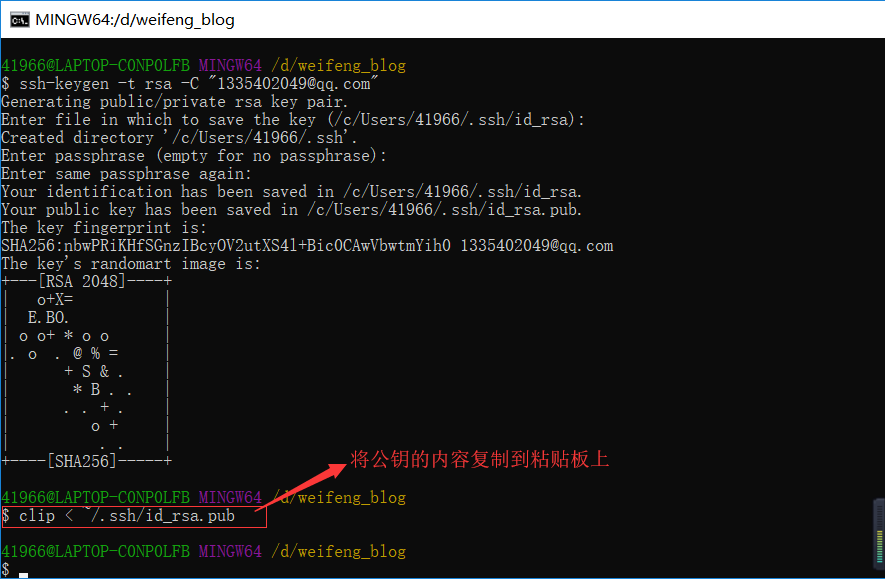 MINGW64:/d/weifeng_blog
41966@LAPTOP-CONPOLFB MINGW64 /d/weifeng_blog
$ ssh-keygen -t rsa -C "1335402049@qq.com"
Generating public/private rsa key pair.
Enter file in which to save the key (/c/Users/41966/.ssh/id_rsa):
Created directory '/c/Users/41966/.ssh'.
Enter passphrase (empty for no passphrase):
Enter same passphrase again:
Your identification has been saved in /c/Users/41966/.ssh/id_rsa.
Your public key has been saved in /c/Users/41966/.ssh/id_rsa.pub.
The key fingerprint is:
SHA256:nbwPRiKHfSGnzIBcyOV2utXS4l+BicOCAwVbwtmYih0 1335402049@qq.com
The key's randomart image is:
+---[RSA 2048]----+
|   o+X=          |
|  E.BO.          |
| o o+ * o o      |
|. o  . @ % =     |
|      + S & .    |
|       * B . .   |
|      . . + .    |
|         o +     |
|          . .    |
+----[SHA256]-----+
将公钥的内容复制到粘贴板上
41966@LAPTOP-CONPOLFB MINGW64 /d/weifeng_blog
$ clip < ~/.ssh/id_rsa.pub
41966@LAPTOP-CONPOLFB MINGW64 /d/weifeng_blog
$